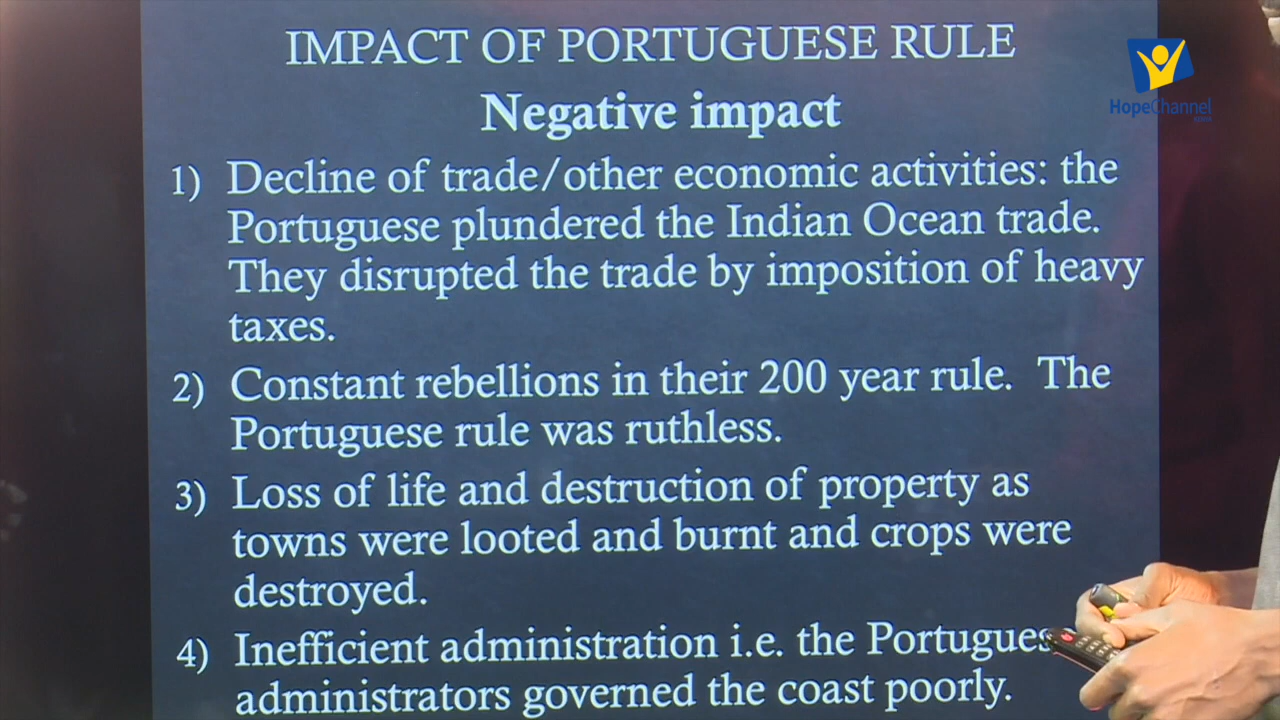 IMPACT OF PORTUGUESE RULE
HopeChannel
Negative impact
1) Decline of trade/other economic activities: the
Portuguese plundered the Indian Ocean trade.
They disrupted the trade by imposition of heavy
taxes.
2) Constant rebellions in their 200 year rule. The
Portuguese rule was ruthless.
3) Loss of life and destruction of property as
towns were looted and burnt and crops were
destroyed.
4) Inefficient administration i.e. the Portugues
administrators governed the coast poorly.